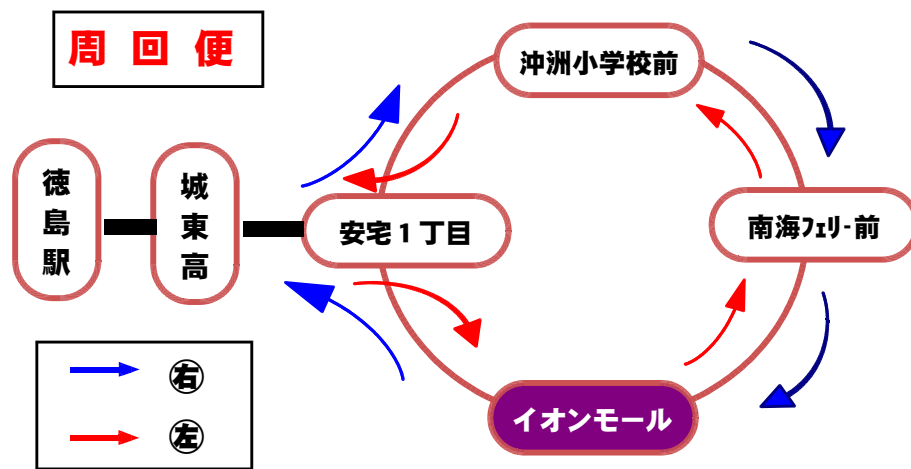 周 回 便
沖洲小学校前
徳島駅
城東高
安宅1丁目
南海ﾌｪﾘｰ前
イオンモール
㊨
㊧